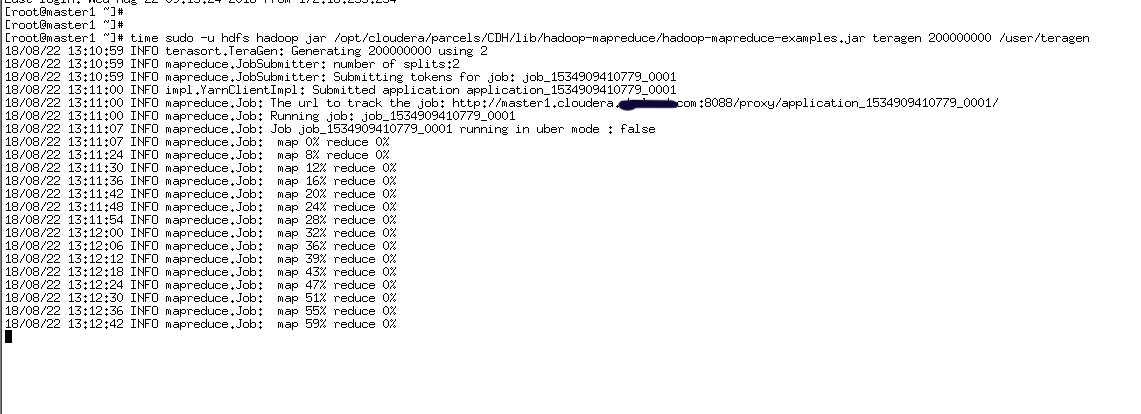 [root@master1 ~]#
[root@master1 ~]#
[root@master1 ~]# time sudo -u hdfs hadoop jar /opt/cloudera/parcels/CDH/lib/hadoop-mapreduce/hadoop-mapreduce-examples.jar teragen 200000000 /user/teragen
18/08/22 13:10:59 INFO terasort.TeraGen: Generating 200000000 using 2
18/08/22 13:10:59 INFO mapreduce.JobSubmitter: number of splits:2
18/08/22 13:10:59 INFO mapreduce.JobSubmitter: Submitting tokens for job: job_1534909410779_0001
18/08/22 13:11:00 INFO impl.YarnClientImpl: Submitted application application_1534909410779_0001
18/08/22 13:11:00 INFO mapreduce.Job: The url to track the job: http://master1.cloudera.com:8088/proxy/application_1534909410779_0001/
18/08/22 13:11:00 INFO mapreduce.Job: Running job: job_1534909410779_0001
18/08/22 13:11:07 INFO mapreduce.Job: Job job_1534909410779_0001 running in uber mode : false
18/08/22 13:11:07 INFO mapreduce.Job:  map 0% reduce 0%
18/08/22 13:11:24 INFO mapreduce.Job:  map 8% reduce 0%
18/08/22 13:11:30 INFO mapreduce.Job:  map 12% reduce 0%
18/08/22 13:11:36 INFO mapreduce.Job:  map 16% reduce 0%
18/08/22 13:11:42 INFO mapreduce.Job:  map 20% reduce 0%
18/08/22 13:11:48 INFO mapreduce.Job:  map 24% reduce 0%
18/08/22 13:11:54 INFO mapreduce.Job:  map 28% reduce 0%
18/08/22 13:12:00 INFO mapreduce.Job:  map 32% reduce 0%
18/08/22 13:12:06 INFO mapreduce.Job:  map 36% reduce 0%
18/08/22 13:12:12 INFO mapreduce.Job:  map 39% reduce 0%
18/08/22 13:12:18 INFO mapreduce.Job:  map 43% reduce 0%
18/08/22 13:12:24 INFO mapreduce.Job:  map 47% reduce 0%
18/08/22 13:12:30 INFO mapreduce.Job:  map 51% reduce 0%
18/08/22 13:12:36 INFO mapreduce.Job:  map 55% reduce 0%
18/08/22 13:12:42 INFO mapreduce.Job:  map 59% reduce 0%